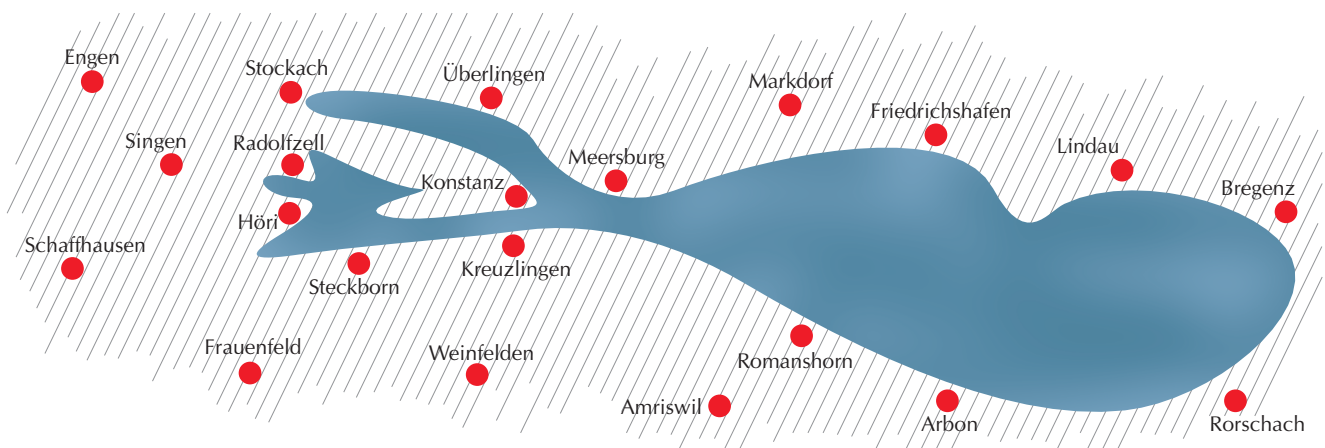 Engen
Stockach
Überlingen
Markdorf
Friedrichshafen
Singen
Radolfzell
Meersburg
Lindau
Konstanz
Bregenz
Höri
Schaffhausen
Kreuzlingen
Steckborn
Frauenfeld
Weinfelden
Romanshorn
Amriswil
Arbon
Rorschach